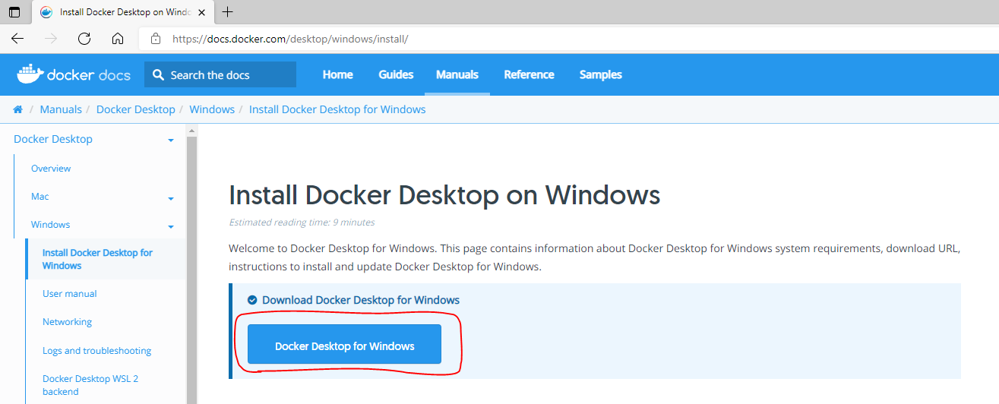 Install Docker Desktop on Windo
https://docs.docker.com/desktop/windows/install/
docker docs
Search the docs
Home
Guides
Manuals
Reference
Samples
/ Manuals / Docker Desktop / Windows / Install Docker Desktop for Windows
Docker Desktop
Overview
Mac
Windows
Install Docker Desktop for
Windows
User manual
Networking
Logs and troubleshooting
Docker Desktop WSL 2
backend
Install Docker Desktop on Windows
Estimated reading time: 9 minutes
Welcome to Docker Desktop for Windows. This page contains information about Docker Desktop for Windows system requirements, download URL,
instructions to install and update Docker Desktop for Windows.
Download Docker Desktop for Windows
Docker Desktop for Windows